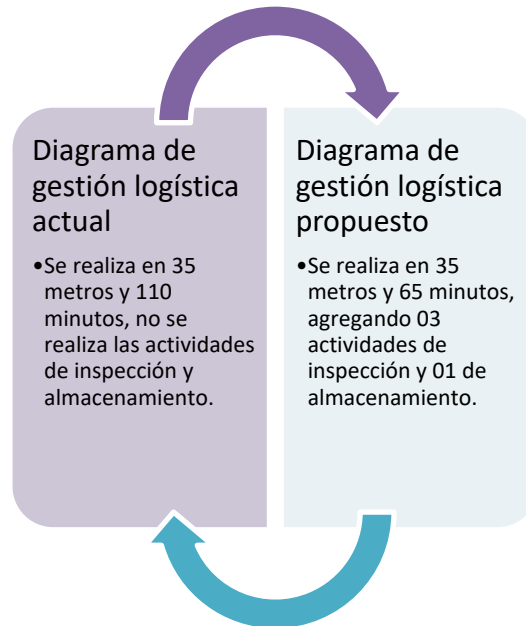 Diagrama de
gestión logística
actual
•Se realiza en 35
metros y 110
minutos, no se
realiza las actividades
de inspección y
almacenamiento.
Diagrama de
gestión logística
propuesto
•Se realiza en 35
metros y 65 minutos,
agregando 03
actividades de
inspección y 01 de
almacenamiento.